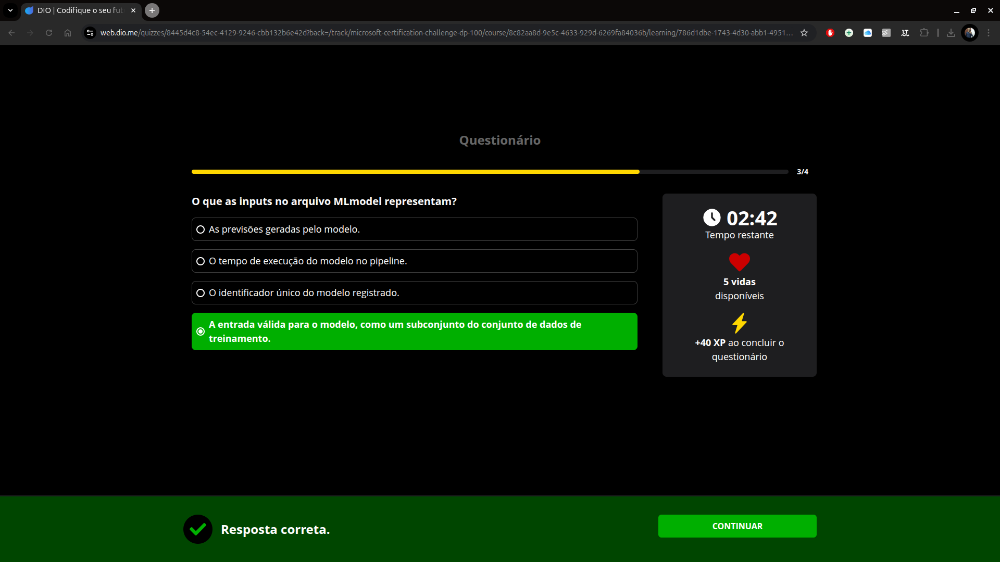 DIO | Codifique o seu fut
web.dio.me/quizzes/8445d4c8-54ec-4129-9246-cbb132b6e42d?back=/track/microsoft-certification-challenge-dp-100/course/8c82aa8d-9e5c-4633-929d-6269fa84036b/learning/786d1dbe-1743-4d30-abb1-4951...
Questionário
3/4
O que as inputs no arquivo MLmodel representam?
As previsões geradas pelo modelo.
O tempo de execução do modelo no pipeline.
O identificador único do modelo registrado.
A entrada válida para o modelo, como um subconjunto do conjunto de dados de
treinamento.
02:42
Tempo restante
5 vidas
disponíveis
+40 XP ao concluir o
questionário
Resposta correta.
CONTINUAR